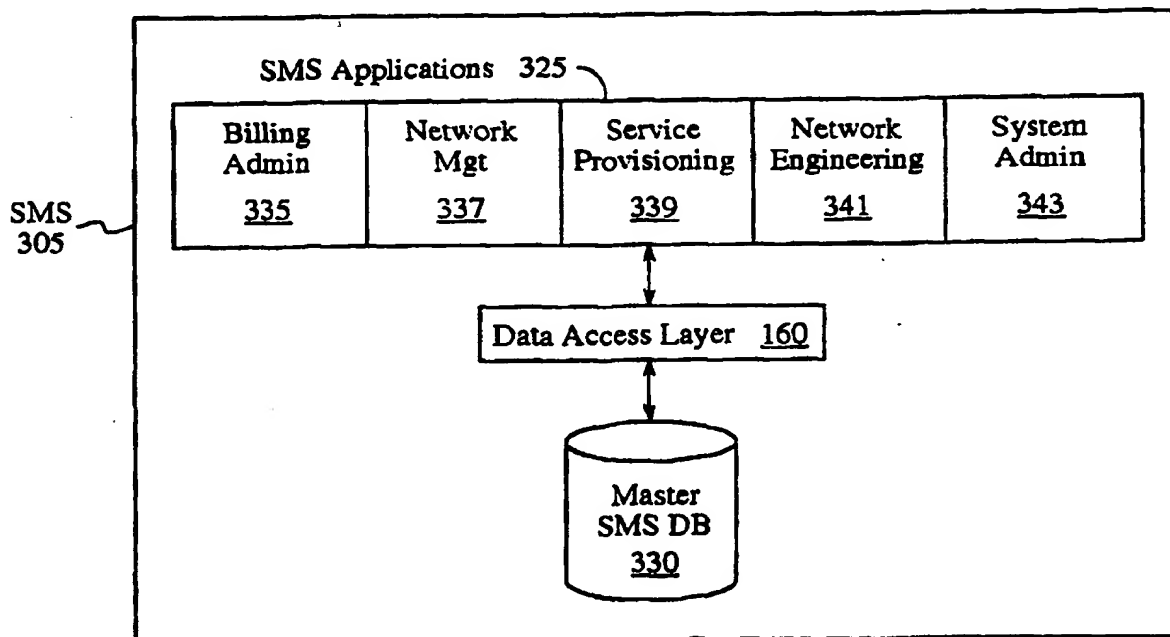 SMS Applications 325
Billing Admin 335
Network Mgt 337
Service Provisioning 339
Network Engineering 341
System Admin 343
SMS 305
Data Access Layer 160
Master SMS DB 330